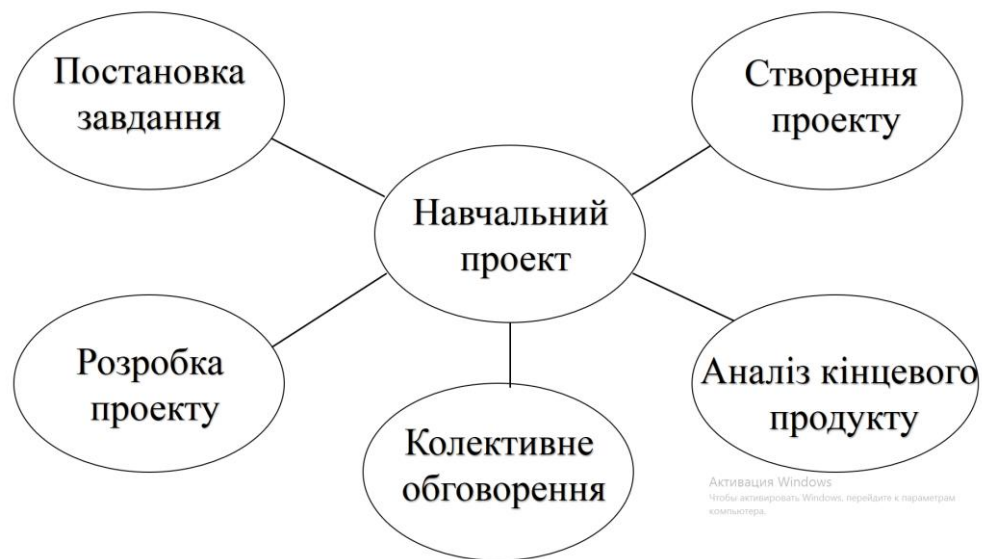 Постановка
завдання
Створення
проекту
Навчальний
проект
Розробка
проекту
Аналіз кінцевого
продукту
Колективне
обговорення
Активация Windows
Чтобы активировать Windows, перейдите к параметрам
компьютера.